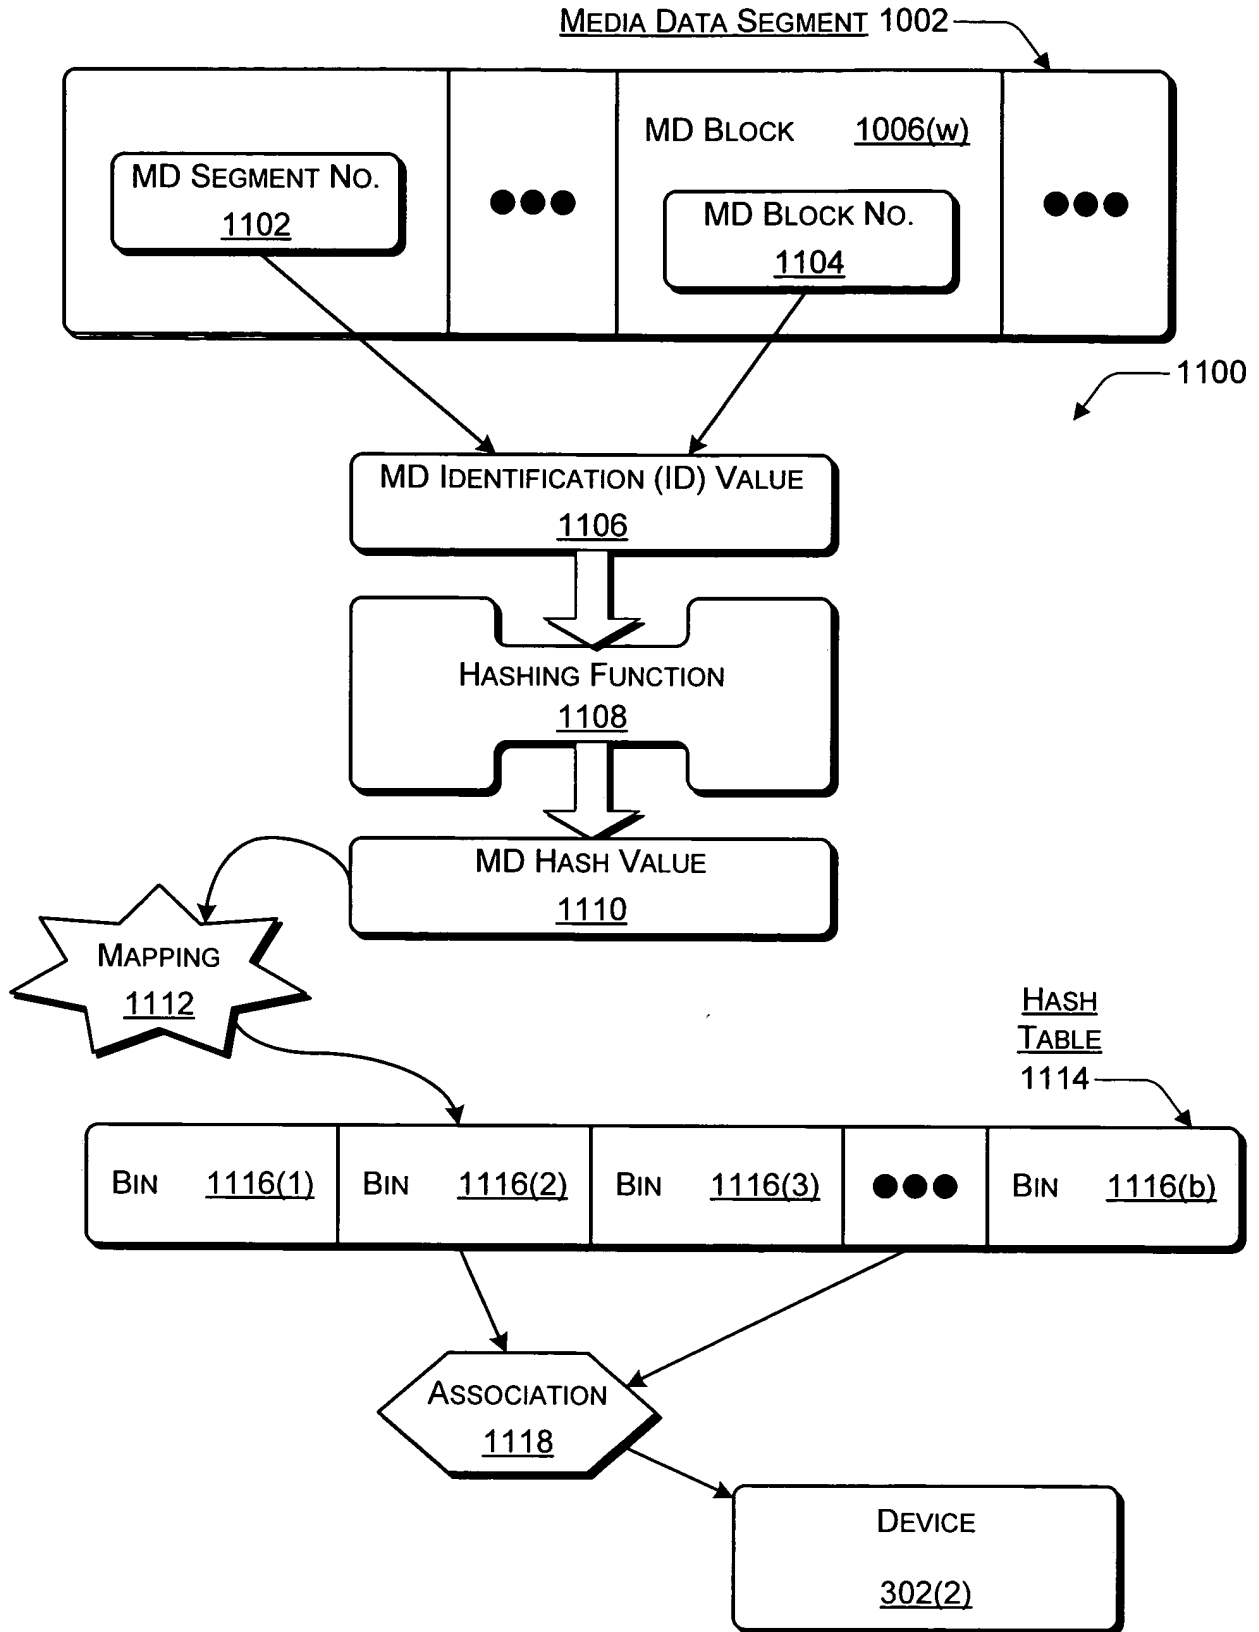 MEDIA DATA SEGMENT 1002
MD SEGMENT NO.
1102
MD BLOCK 1006(w)
MD BLOCK NO.
1104
1100
MD IDENTIFICATION (ID) VALUE
1106
HASHING FUNCTION
1108
MD HASH VALUE
1110
MAPPING
1112
HASH
TABLE
1114
BIN 1116(1)
BIN 1116(2)
BIN 1116(3)
BIN 1116(b)
ASSOCIATION
1118
DEVICE
302(2)